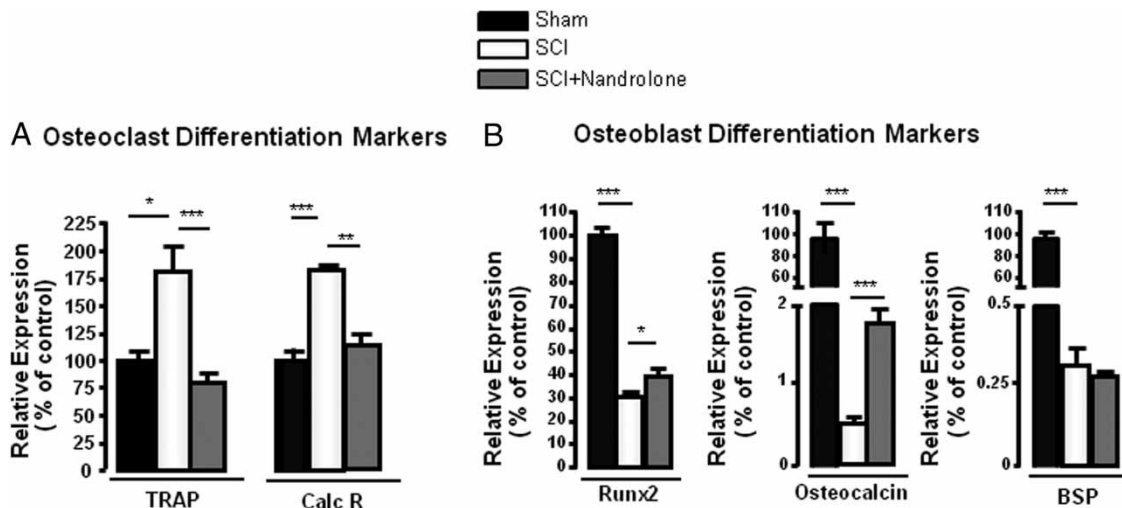 Sham
SCI
SCI+Nandrolone
A Osteoclast Differentiation Markers
Relative Expression
( % of control)
225
200
175
150
125
100
75
50
25
0
*
***
***
**
TRAP
Calc R
B Osteoblast Differentiation Markers
Relative Expression
( % of control)
110
100
90
80
70
60
50
40
30
20
10
0
***
*
Runx2
Relative Expression
( % of control)
110
100
80
60
2
1
0
***
***
Osteocalcin
Relative Expression
( % of control)
110
100
80
60
0.5
0.25
0
***
BSP